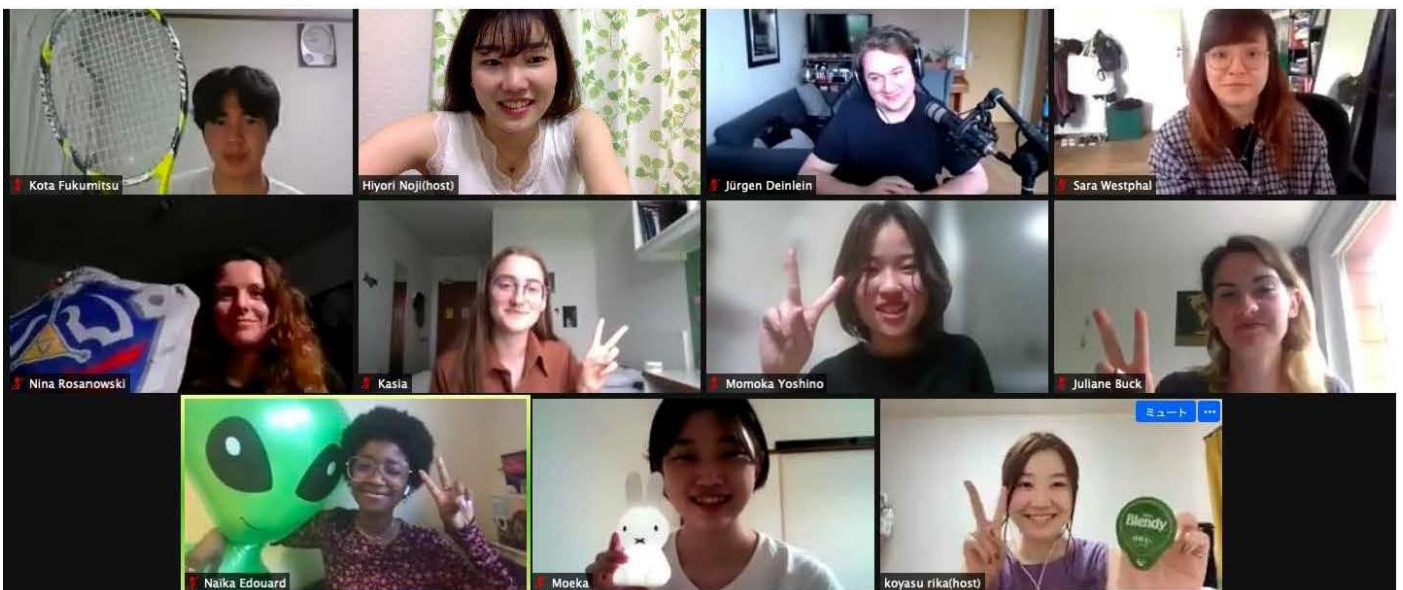 Kota Fukumitsu
Hiyori Noji(host)
Jürgen Deinlein
Sara Westphal
Nina Rosanowski
Kasia
Momoka Yoshino
Juliane Buck
ミュート
Naïka Edouard
Moeka
koyasu rika(host)
Blendy